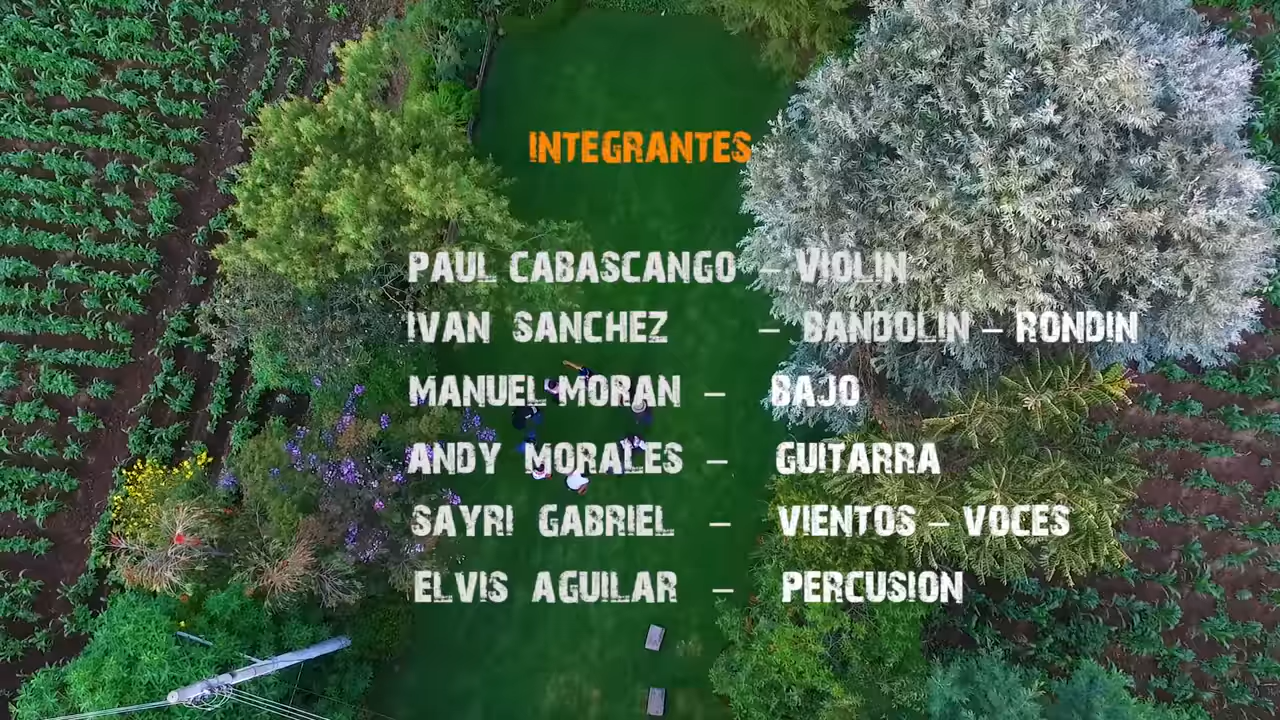 INTEGRANTES
PAUL CABASCANGO – VIOLIN
IVAN SANCHEZ – BANDOLIN – RONDIN
MANUEL MORAN – BAJO
ANDY MORALES – GUITARRA
SAYRI GABRIEL – VIENTOS – VOCES
ELVIS AGUILAR – PERCUSION